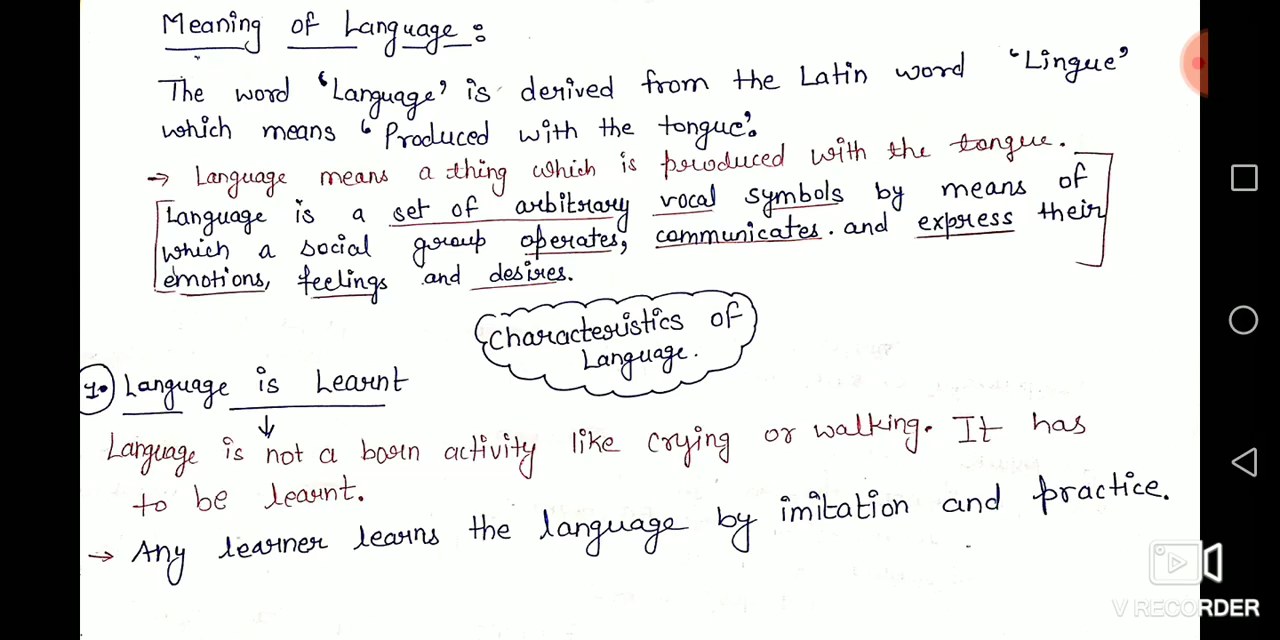 Meaning of Language :
The word 'Language' is derived from the Latin word 'Lingue'
which means 'Produced with the tongue'.
→ Language means a thing which is produced with the tongue.
Language is a set of arbitrary vocal symbols by means of
which a social group operates, communicates. and express their
emotions, feelings and desires.
Characteristics of
Language.
1. Language is Learnt
↓
Language is not a born activity like crying or walking. It has
to be learnt.
→ Any learner learns the language by imitation and practice.
V RECORDER